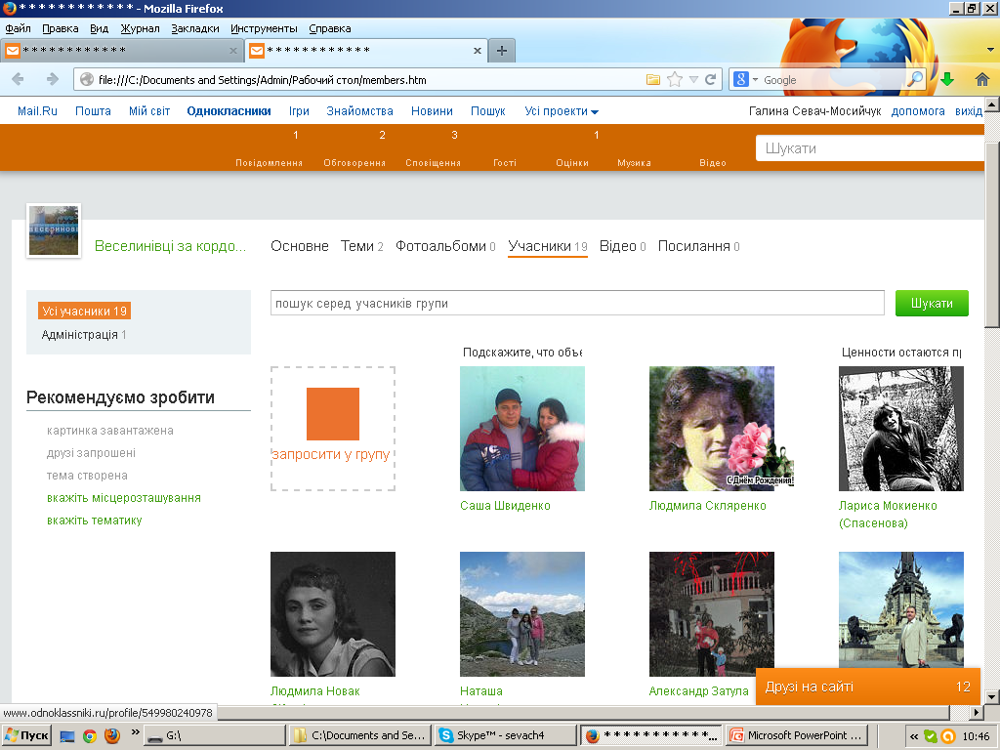 * * * * * * * * * * * * - Mozilla Firefox
Файл Правка Вид Журнал Закладки Инструменты Справка
* * * * * * * * * * * *
* * * * * * * * * * * *
file:///C:/Documents and Settings/Admin/Рабочий стол/members.htm
Google
Mail.Ru Пошта Мій світ Однокласники Ігри Знайомства Новини Пошук Усі проекти
Галина Севач-Мосийчук допомога вихід
1 2 3 1
Повідомлення Обговорення Сповіщення Гості Оцінки Музика Відео
Шукати
ВЕСЕЛИНОВЕ
Веселинівці за кордо...
Основне Теми 2 Фотоальбоми 0 Учасники 19 Відео 0 Посилання 0
Усі учасники 19
Адміністрація 1
пошук серед учасників групи
Шукати
Рекомендуємо зробити
картинка завантажена
друзі запрошені
тема створена
вкажіть місцерозташування
вкажіть тематику
запросити у групу
Подскажите, что объе
Саша Швиденко
С Днём Рождения!
Людмила Скляренко
Ценности остаются
Лариса Мокиенко
(Спасенова)
Людмила Новак
Наташа
Александр Затула
Друзі на сайті 12
www.odnoklassniki.ru/profile/549980240978
Пуск
G:\
C:\Documents and Se...
Skype™ - sevach4
* * * * * * * * * * * ...
Microsoft PowerPoint ...
10:46